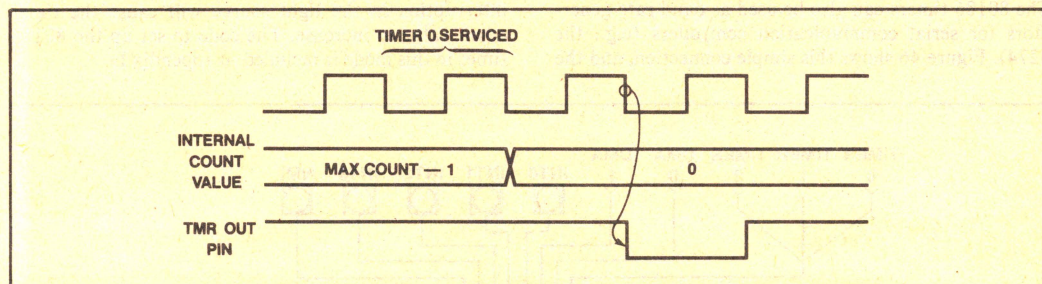 TIMER 0 SERVICED
INTERNAL
COUNT
VALUE
MAX COUNT — 1
0
TMR OUT
PIN